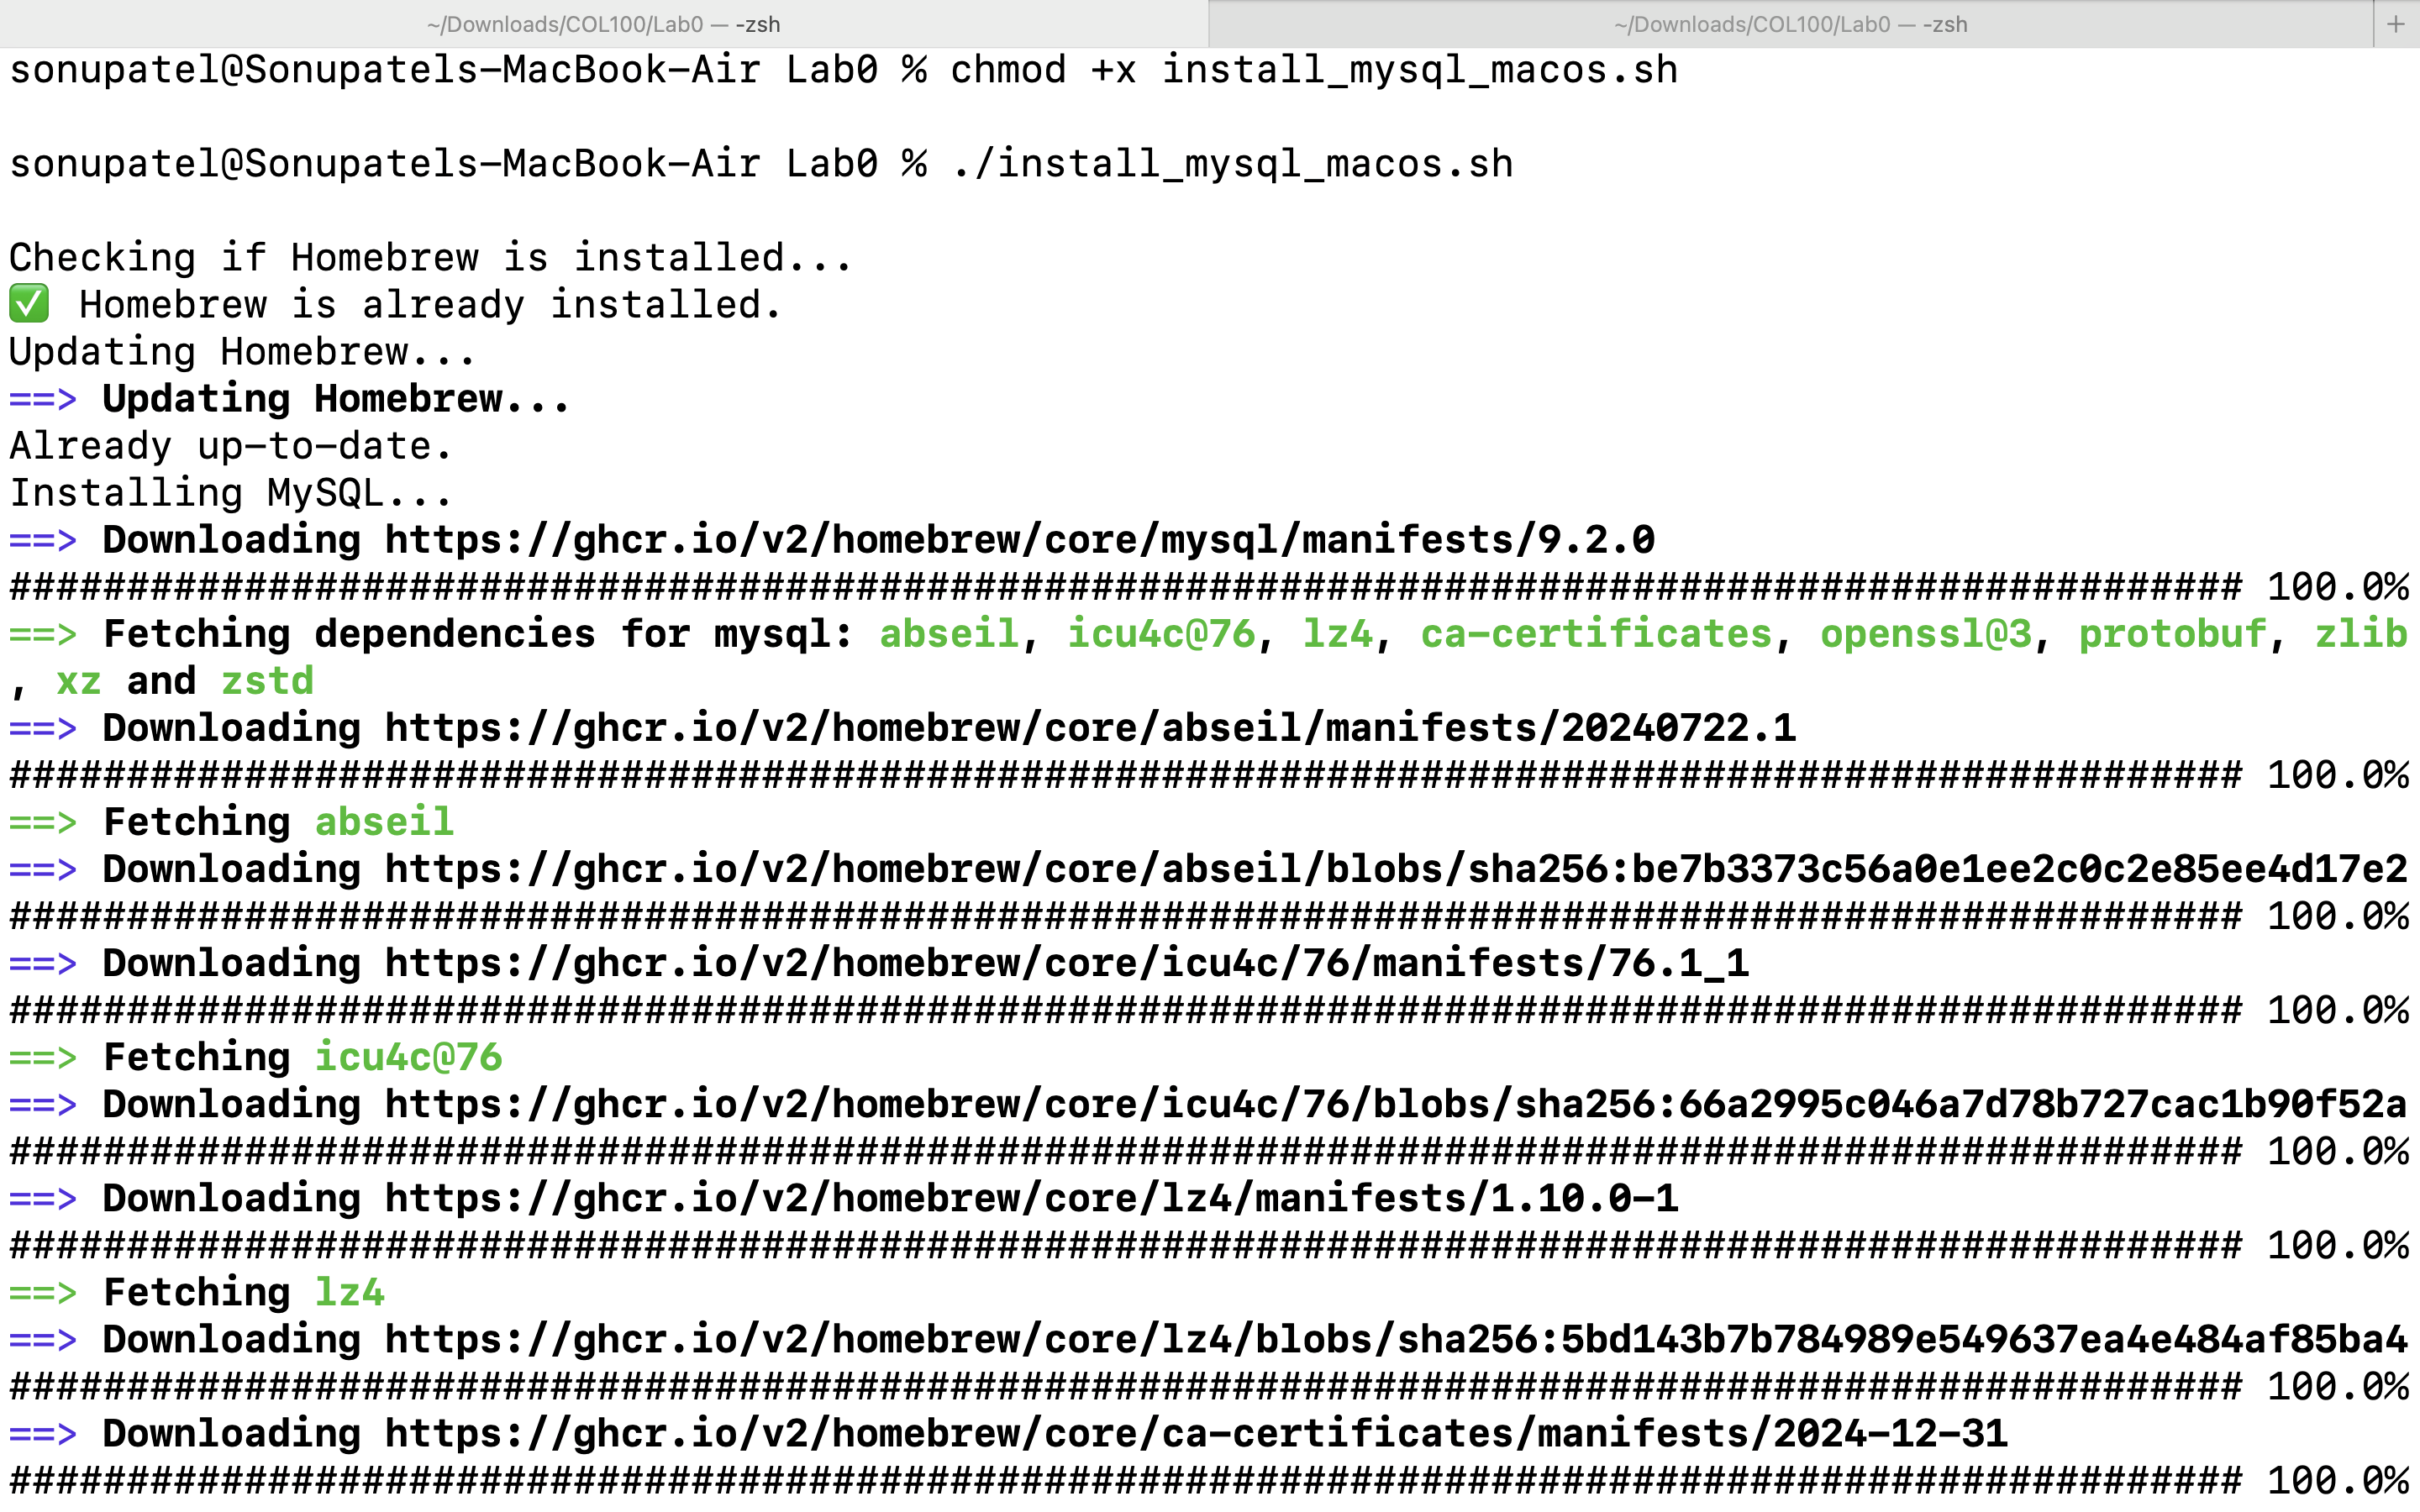 ~/Downloads/COL100/Lab0 — -zsh
~/Downloads/COL100/Lab0 — -zsh
+
sonupatel@Sonupatels-MacBook-Air Lab0 % chmod +x install_mysql_macos.sh
sonupatel@Sonupatels-MacBook-Air Lab0 % ./install_mysql_macos.sh
Checking if Homebrew is installed...
✅ Homebrew is already installed.
Updating Homebrew...
==> Updating Homebrew...
Already up-to-date.
Installing MySQL...
==> Downloading https://ghcr.io/v2/homebrew/core/mysql/manifests/9.2.0
############################################################################################### 100.0%
==> Fetching dependencies for mysql: abseil, icu4c@76, lz4, ca-certificates, openssl@3, protobuf, zlib
, xz and zstd
==> Downloading https://ghcr.io/v2/homebrew/core/abseil/manifests/20240722.1
############################################################################################### 100.0%
==> Fetching abseil
==> Downloading https://ghcr.io/v2/homebrew/core/abseil/blobs/sha256:be7b3373c56a0e1ee2c0c2e85ee4d17e2
############################################################################################### 100.0%
==> Downloading https://ghcr.io/v2/homebrew/core/icu4c/76/manifests/76.1_1
############################################################################################### 100.0%
==> Fetching icu4c@76
==> Downloading https://ghcr.io/v2/homebrew/core/icu4c/76/blobs/sha256:66a2995c046a7d78b727cac1b90f52a
############################################################################################### 100.0%
==> Downloading https://ghcr.io/v2/homebrew/core/lz4/manifests/1.10.0-1
############################################################################################### 100.0%
==> Fetching lz4
==> Downloading https://ghcr.io/v2/homebrew/core/lz4/blobs/sha256:5bd143b7b784989e549637ea4e484af85ba4
############################################################################################### 100.0%
==> Downloading https://ghcr.io/v2/homebrew/core/ca-certificates/manifests/2024-12-31
############################################################################################### 100.0%